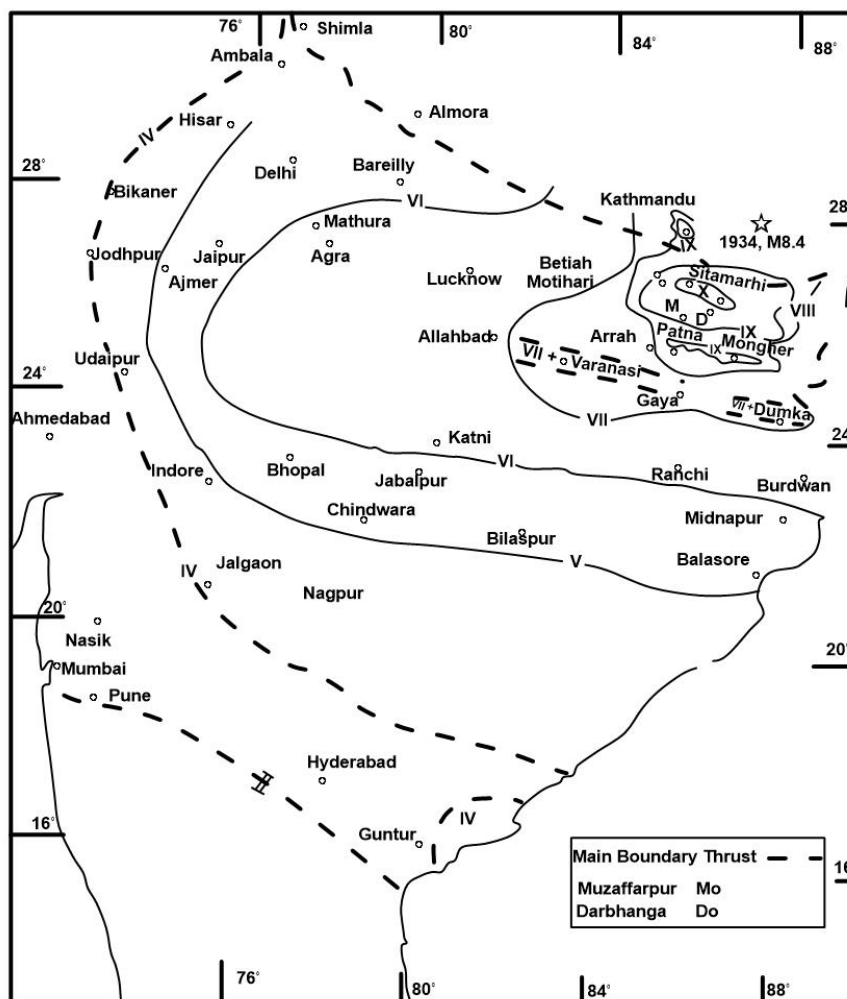 76° Shimla
80°
84°
88°
Ambala
Hisar
IV
Almora
Delhi
Bareilly
28°
Bikaner
VI
Kathmandu
28°
Mathura
IX
1934, M8.4
Jodhpur
Jaipur
Agra
Ajmer
Lucknow
Betiah
Motihari
Sitamarhi
X
VIII
M
D
Allahbad
Arrah
Patna
IX
Mongher
IX
Udaipur
VII + Varanasi
24°
Gaya
VII + Dumka
Ahmedabad
VII
24
Katni
Indore
Bhopal
VI
Jabalpur
Ranchi
Burdwan
Chindwara
Midnapur
Bilaspur
V
Balasore
IV
Jalgaon
Nagpur
20°
Nasik
Mumbai
20°
Pune
Hyderabad
II
IV
Guntur
16°
Main Boundary Thrust
16
Muzaffarpur Mo
Darbhanga Do
76°
80°
84°
88°